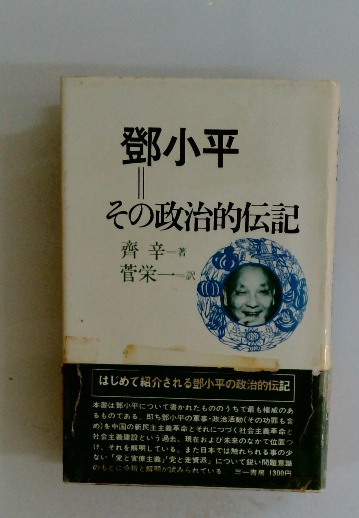 鄧小平
=
その政治的伝記
齊辛—著
菅栄一—訳
はじめて紹介される鄧小平の政治的伝記
本書は鄧小平について書かれたもののうちで最も権威のあ
るものである。即ち鄧小平の軍事・政治活動(その功罪も含
め)を中国の新民主主義革命とそれにつづく社会主義革命と
社会主義建設という過去、現在および未来のなかで位置づ
け、それを解明している。また日本では触れられる事の少
ない「党と官僚主義」「党と走資派」について鋭い問題意識
のもとに分析と解明が試みられている
三一書房 1300円